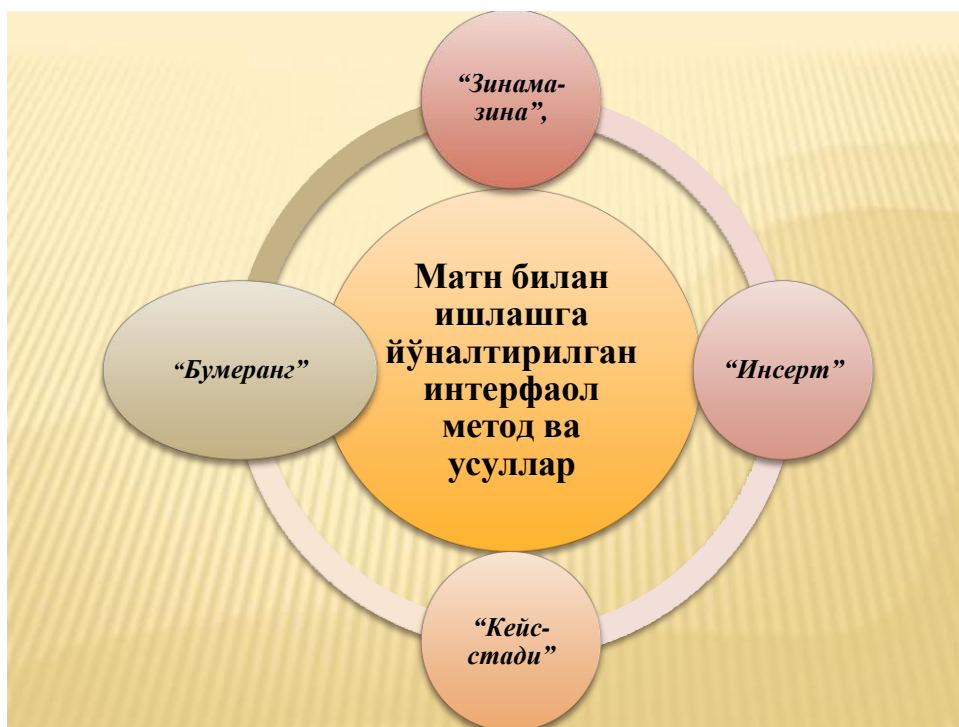 “Зинама-
зина”,
Матн билан
ишлашга
йўналтирилган
интерфаол
метод ва
усуллар
“Бумеранг”
“Инсерт”
“Кейс-
стади”